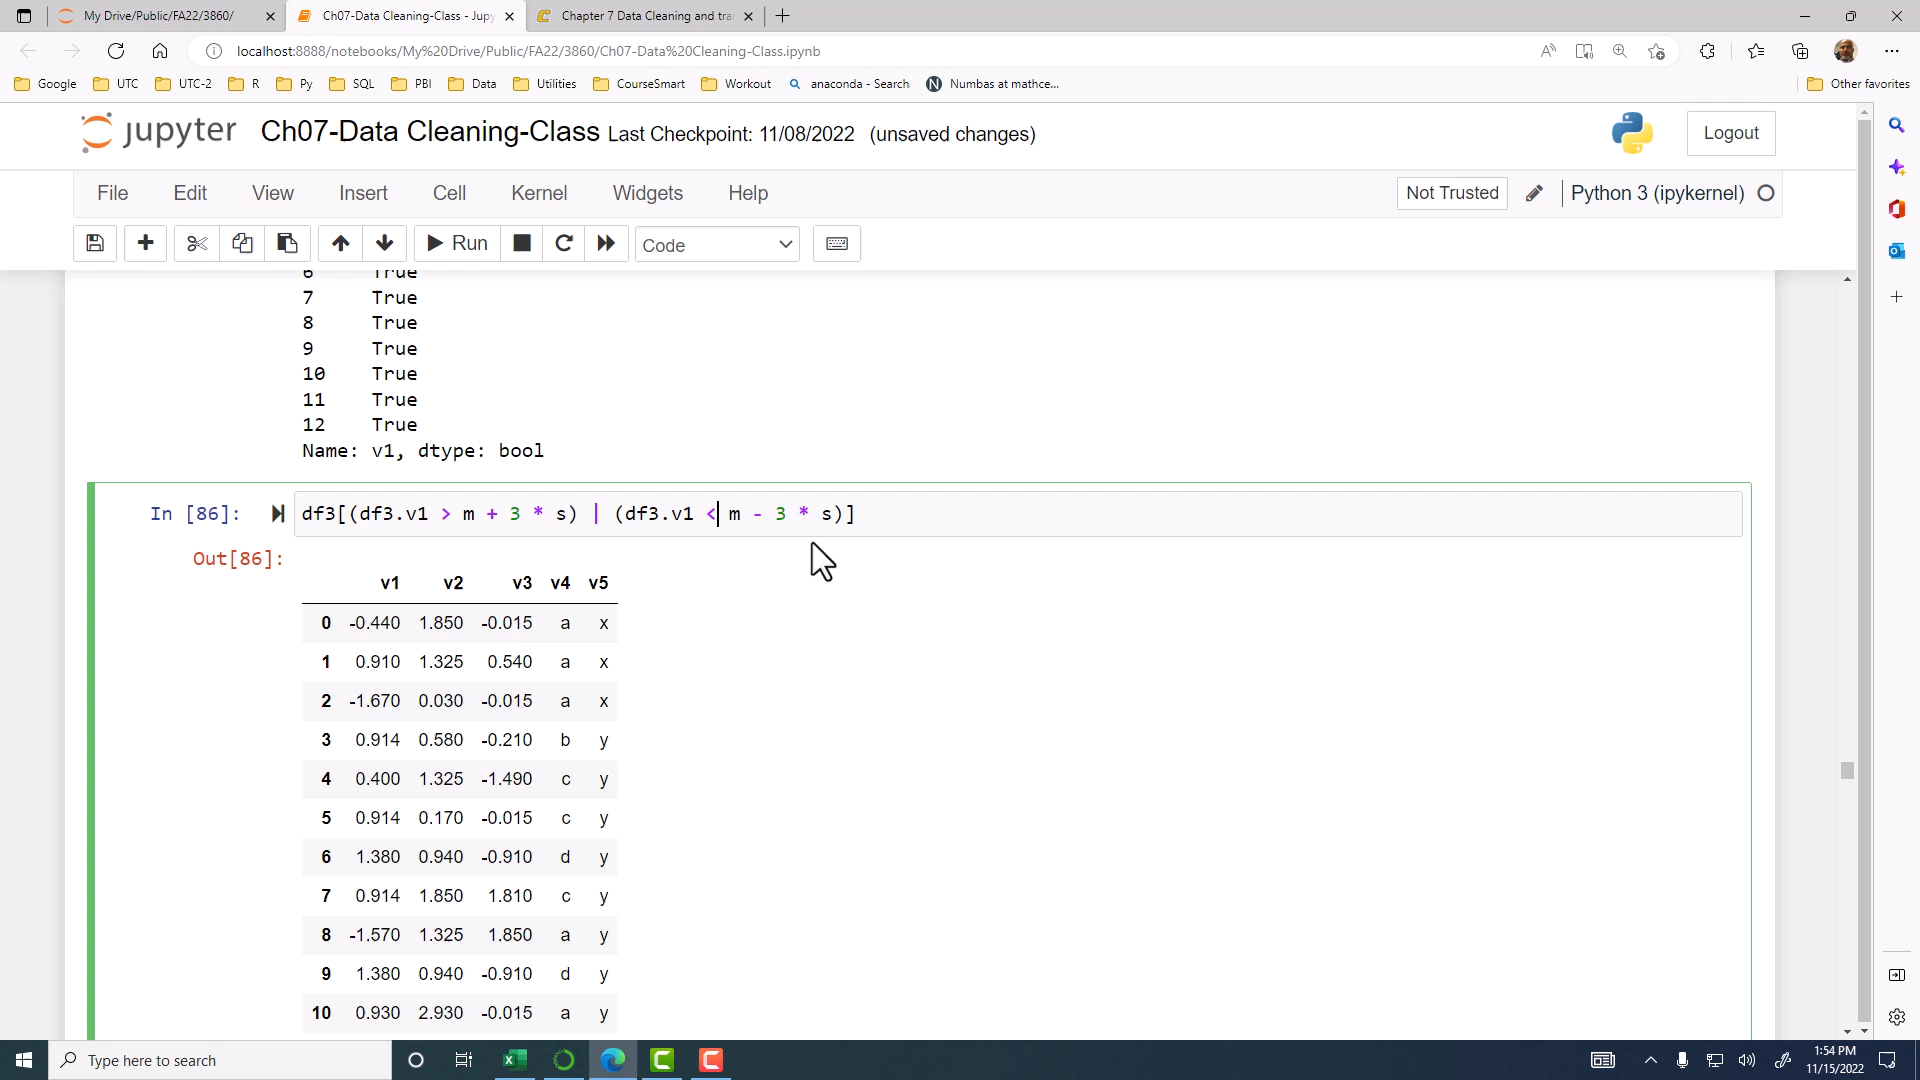 My Drive/Public/FA22/3860/
Ch07-Data Cleaning-Class - Jupy
Chapter 7 Data Cleaning and tra
localhost:8888/notebooks/My%20Drive/Public/FA22/3860/Ch07-Data%20Cleaning-Class.ipynb
Google UTC UTC-2 R Py SQL PBI Data Utilities CourseSmart Workout anaconda - Search Numbas at mathce... Other favorites
jupyter Ch07-Data Cleaning-Class Last Checkpoint: 11/08/2022 (unsaved changes) Logout
File Edit View Insert Cell Kernel Widgets Help Not Trusted Python 3 (ipykernel)
Run Code
6 True
7 True
8 True
9 True
10 True
11 True
12 True
Name: v1, dtype: bool
In [86]: df3[(df3.v1 > m + 3 * s) | (df3.v1 < m - 3 * s)]
Out[86]:
v1 v2 v3 v4 v5
0 -0.440 1.850 -0.015 a x
1 0.910 1.325 0.540 a x
2 -1.670 0.030 -0.015 a x
3 0.914 0.580 -0.210 b y
4 0.400 1.325 -1.490 c y
5 0.914 0.170 -0.015 c y
6 1.380 0.940 -0.910 d y
7 0.914 1.850 1.810 c y
8 -1.570 1.325 1.850 a y
9 1.380 0.940 -0.910 d y
10 0.930 2.930 -0.015 a y
Type here to search
1:54 PM
11/15/2022